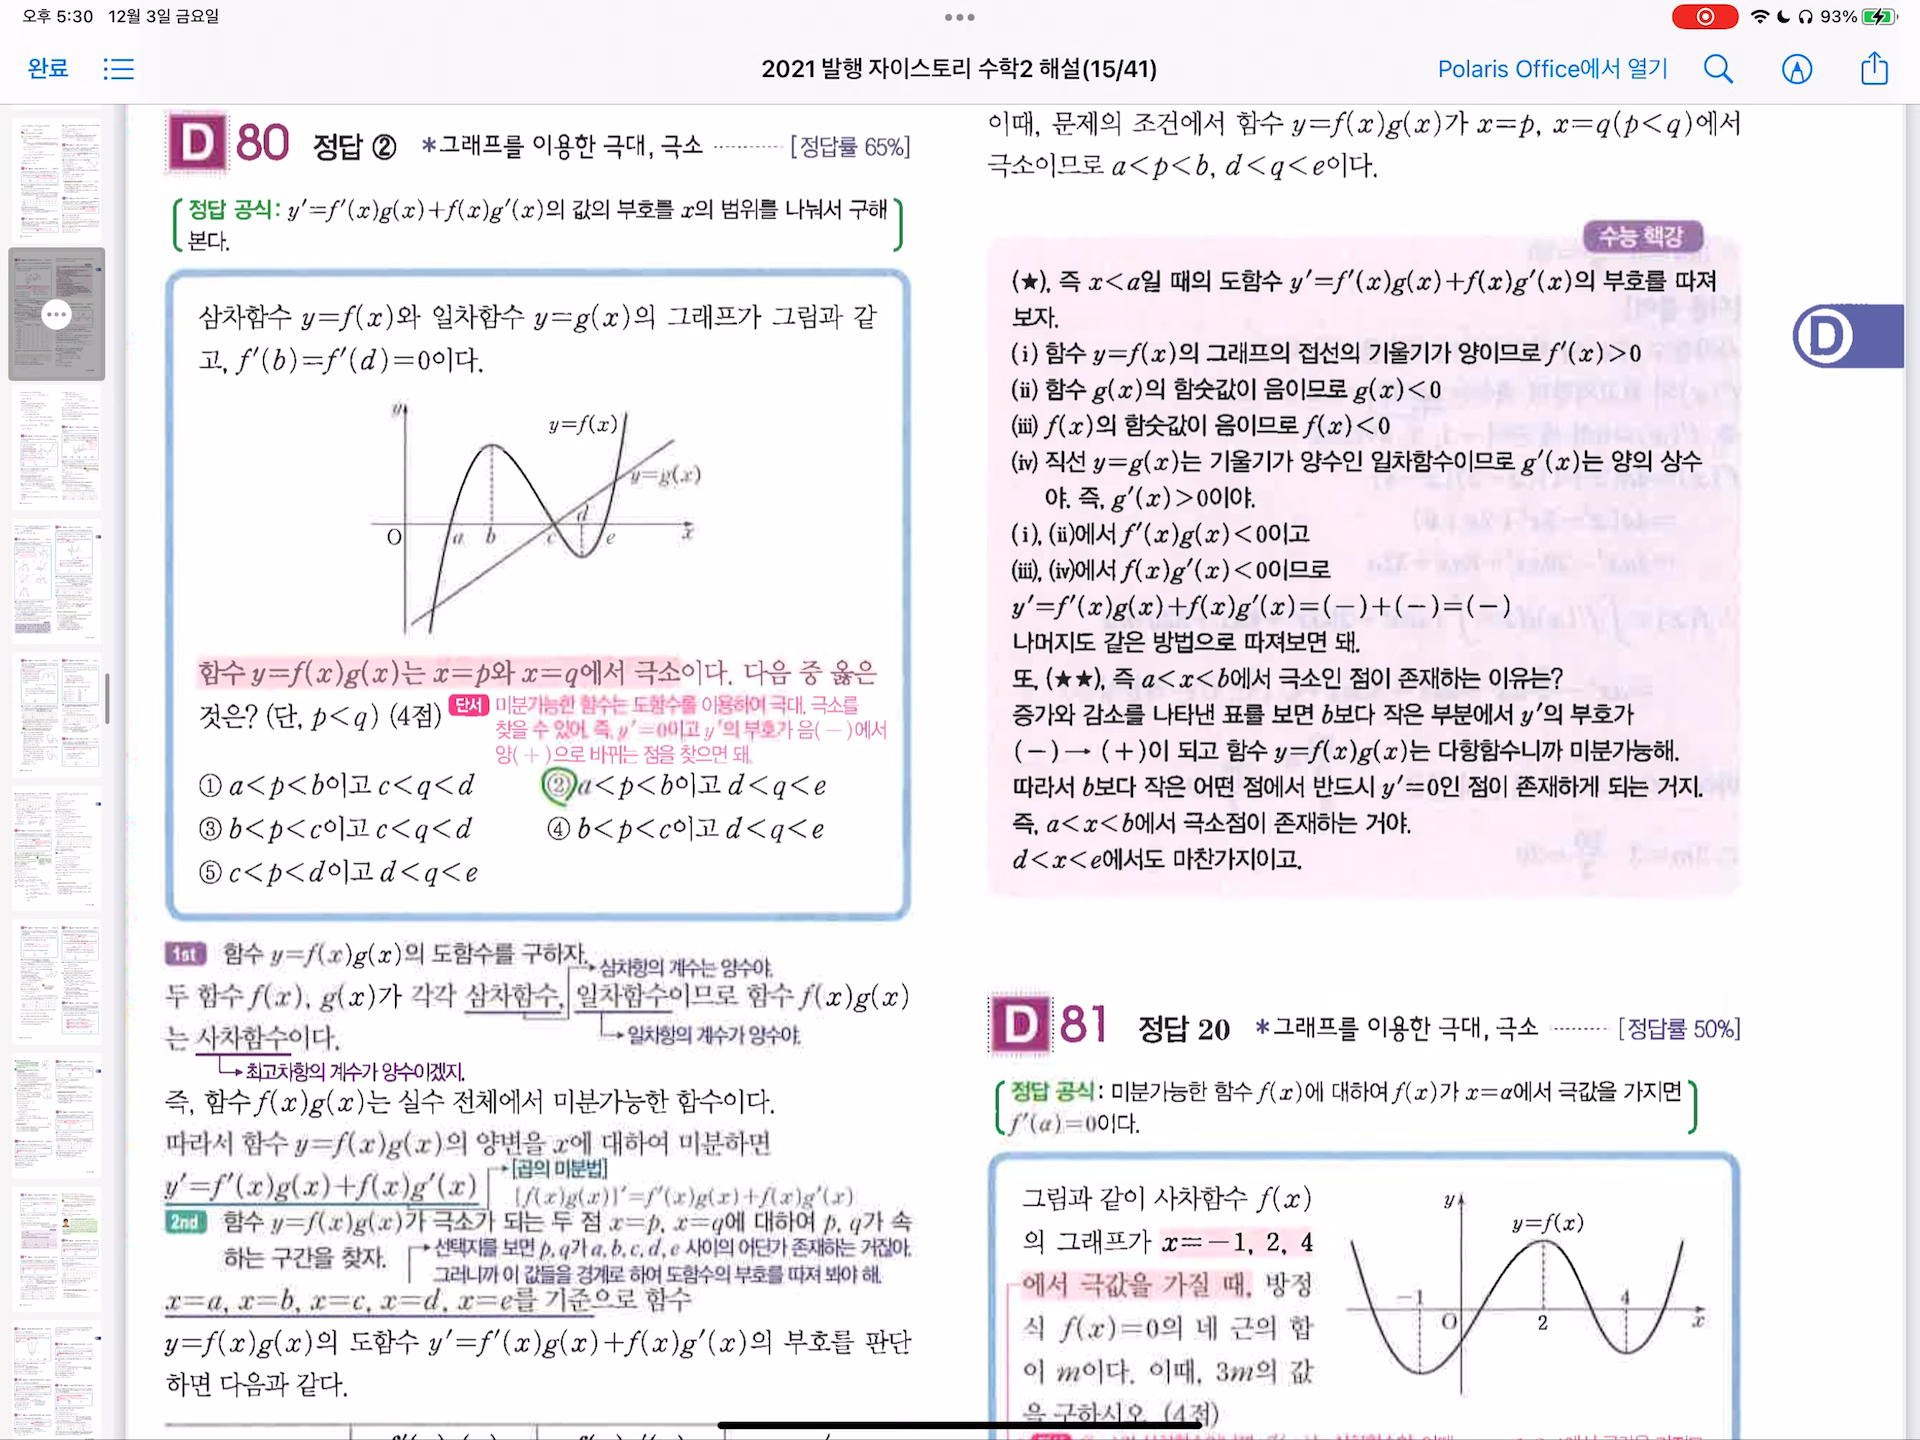 오후 5:30 12월 3일 금요일
93%
완료
2021 발행 자이스토리 수학2 해설(15/41)
Polaris Office에서 열기
D 80 정답 ② *그래프를 이용한 극대, 극소 ············ [정답률 65%]
정답 공식: y′=f′(x)g(x)+f(x)g′(x)의 값의 부호를 x의 범위를 나눠서 구해
본다.
삼차함수 y=f(x)와 일차함수 y=g(x)의 그래프가 그림과 같
고, f′(b)=f′(d)=0이다.
y
y=f(x)
y=g(x)
O a b c d e x
함수 y=f(x)g(x)는 x=p와 x=q에서 극소이다. 다음 중 옳은
것은? (단, p<q) (4점)
단서 미분가능한 함수는 도함수를 이용하여 극대, 극소를
찾을 수 있어. 즉, y′=0이고 y′의 부호가 음(-)에서
양(+)으로 바뀌는 점을 찾으면 돼.
① a<p<b이고 c<q<d
② a<p<b이고 d<q<e
③ b<p<c이고 c<q<d
④ b<p<c이고 d<q<e
⑤ c<p<d이고 d<q<e
1st 함수 y=f(x)g(x)의 도함수를 구하자.
삼차항의 계수는 양수야.
두 함수 f(x), g(x)가 각각 삼차함수, 일차함수이므로 함수 f(x)g(x)
는 사차함수이다.
일차항의 계수가 양수야.
최고차항의 계수가 양수이겠지.
즉, 함수 f(x)g(x)는 실수 전체에서 미분가능한 함수이다.
따라서 함수 y=f(x)g(x)의 양변을 x에 대하여 미분하면
[곱의 미분법]
y′=f′(x)g(x)+f(x)g′(x)
{f(x)g(x)}′=f′(x)g(x)+f(x)g′(x)
2nd 함수 y=f(x)g(x)가 극소가 되는 두 점 x=p, x=q에 대하여 p, q가 속
하는 구간을 찾자.
선택지를 보면 p, q가 a, b, c, d, e 사이의 어딘가 존재하는 거잖아.
그러니까 이 값들을 경계로 하여 도함수의 부호를 따져 봐야 해.
x=a, x=b, x=c, x=d, x=e를 기준으로 함수
y=f(x)g(x)의 도함수 y′=f′(x)g(x)+f(x)g′(x)의 부호를 판단
하면 다음과 같다.
이때, 문제의 조건에서 함수 y=f(x)g(x)가 x=p, x=q(p<q)에서
극소이므로 a<p<b, d<q<e이다.
수능 핵강
(★), 즉 x<a일 때의 도함수 y′=f′(x)g(x)+f(x)g′(x)의 부호를 따져
보자.
(i) 함수 y=f(x)의 그래프의 접선의 기울기가 양이므로 f′(x)>0
(ii) 함수 g(x)의 함숫값이 음이므로 g(x)<0
(iii) f(x)의 함숫값이 음이므로 f(x)<0
(iv) 직선 y=g(x)는 기울기가 양수인 일차함수이므로 g′(x)는 양의 상수
야. 즉, g′(x)>0이야.
(i), (ii)에서 f′(x)g(x)<0이고
(iii), (iv)에서 f(x)g′(x)<0이므로
y′=f′(x)g(x)+f(x)g′(x)=(-)+(-)=(-)
나머지도 같은 방법으로 따져보면 돼.
또, (★★), 즉 a<x<b에서 극소인 점이 존재하는 이유는?
증가와 감소를 나타낸 표를 보면 b보다 작은 부분에서 y′의 부호가
(-) → (+)이 되고 함수 y=f(x)g(x)는 다항함수니까 미분가능해.
따라서 b보다 작은 어떤 점에서 반드시 y′=0인 점이 존재하게 되는 거지.
즉, a<x<b에서 극소점이 존재하는 거야.
d<x<e에서도 마찬가지이고.
D
D 81 정답 20 *그래프를 이용한 극대, 극소 ·········· [정답률 50%]
정답 공식: 미분가능한 함수 f(x)에 대하여 f(x)가 x=α에서 극값을 가지면
f′(α)=0이다.
그림과 같이 사차함수 f(x)
의 그래프가 x=-1, 2, 4
에서 극값을 가질 때, 방정
식 f(x)=0의 네 근의 합
이 m이다. 이때, 3m의 값
을 구하시오. (4점)
y
y=f(x)
-1 O 2 4 x